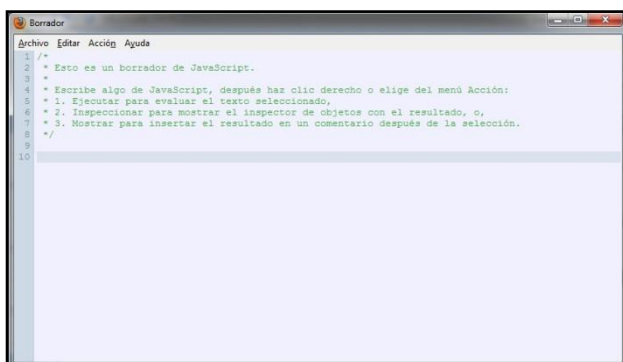 Borrador
Archivo Editar Acción Ayuda
1 /*
2 * Esto es un borrador de JavaScript.
3 *
4 * Escribe algo de JavaScript, después haz clic derecho o elige del menú Acción:
5 * 1. Ejecutar para evaluar el texto seleccionado,
6 * 2. Inspeccionar para mostrar el inspector de objetos con el resultado, o,
7 * 3. Mostrar para insertar el resultado en un comentario después de la selección.
8 */
9
10